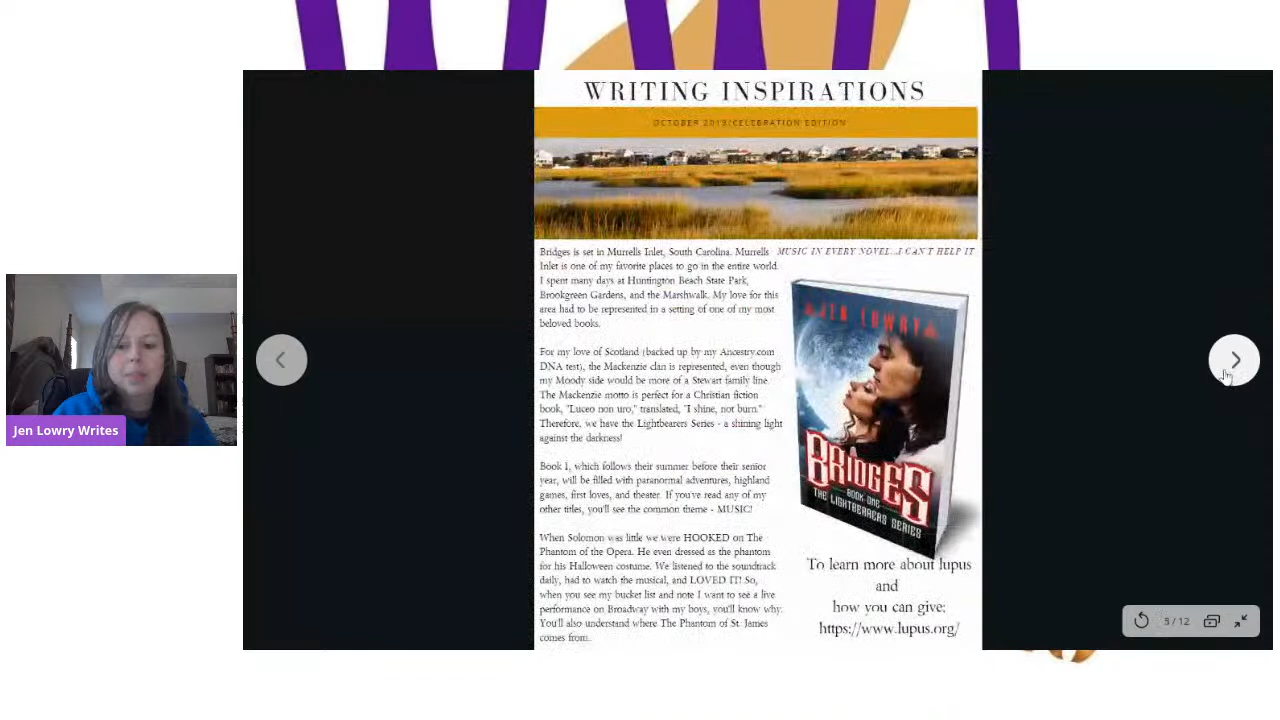 WRITING INSPIRATIONS
OCTOBER 2019/CELEBRATION EDITION
Bridges is set in Murrells Inlet, South Carolina. Murrells
Inlet is one of my favorite places to go in the entire world.
I spent many days at Huntington Beach State Park,
Brookgreen Gardens, and the Marshwalk. My love for this
area had to be represented in a setting of one of my most
beloved books.
For my love of Scotland (backed up by my Ancestry.com
DNA test), the Mackenzie clan is represented, even though
my Moody side would be more of a Stewart family line.
The Mackenzie motto is perfect for a Christian fiction
book, "Luceo non uro," translated, "I shine, not burn."
Therefore, we have the Lightbearers Series - a shining light
against the darkness!
Book 1, which follows their summer before their senior
year, will be filled with paranormal adventures, highland
games, first loves, and theater. If you've read any of my
other titles, you'll see the common theme - MUSIC!
When Solomon was little we were HOOKED on The
Phantom of the Opera. He even dressed as the phantom
for his Halloween costume. We listened to the soundtrack
daily, had to watch the musical, and LOVED IT! So,
when you see my bucket list and note I want to see a live
performance on Broadway with my boys, you'll know why.
You'll also understand where The Phantom of St. James
comes from.
MUSIC IN EVERY NOVEL...I CAN'T HELP IT
JEN LOWRY
BRIDGES
BOOK ONE
THE LIGHTBEARERS SERIES
To learn more about lupus
and
how you can give:
https://www.lupus.org/
Jen Lowry Writes
5 / 12